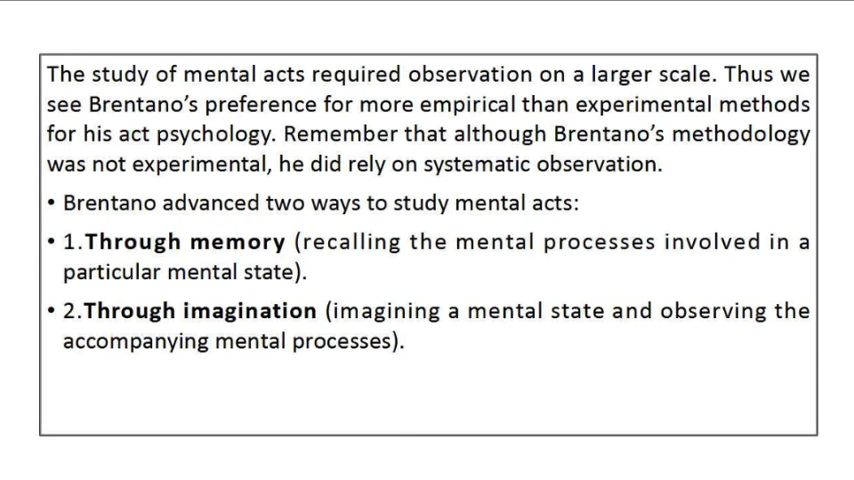 The study of mental acts required observation on a larger scale. Thus we
see Brentano’s preference for more empirical than experimental methods
for his act psychology. Remember that although Brentano’s methodology
was not experimental, he did rely on systematic observation.
• Brentano advanced two ways to study mental acts:
• 1.Through memory (recalling the mental processes involved in a
particular mental state).
• 2.Through imagination (imagining a mental state and observing the
accompanying mental processes).